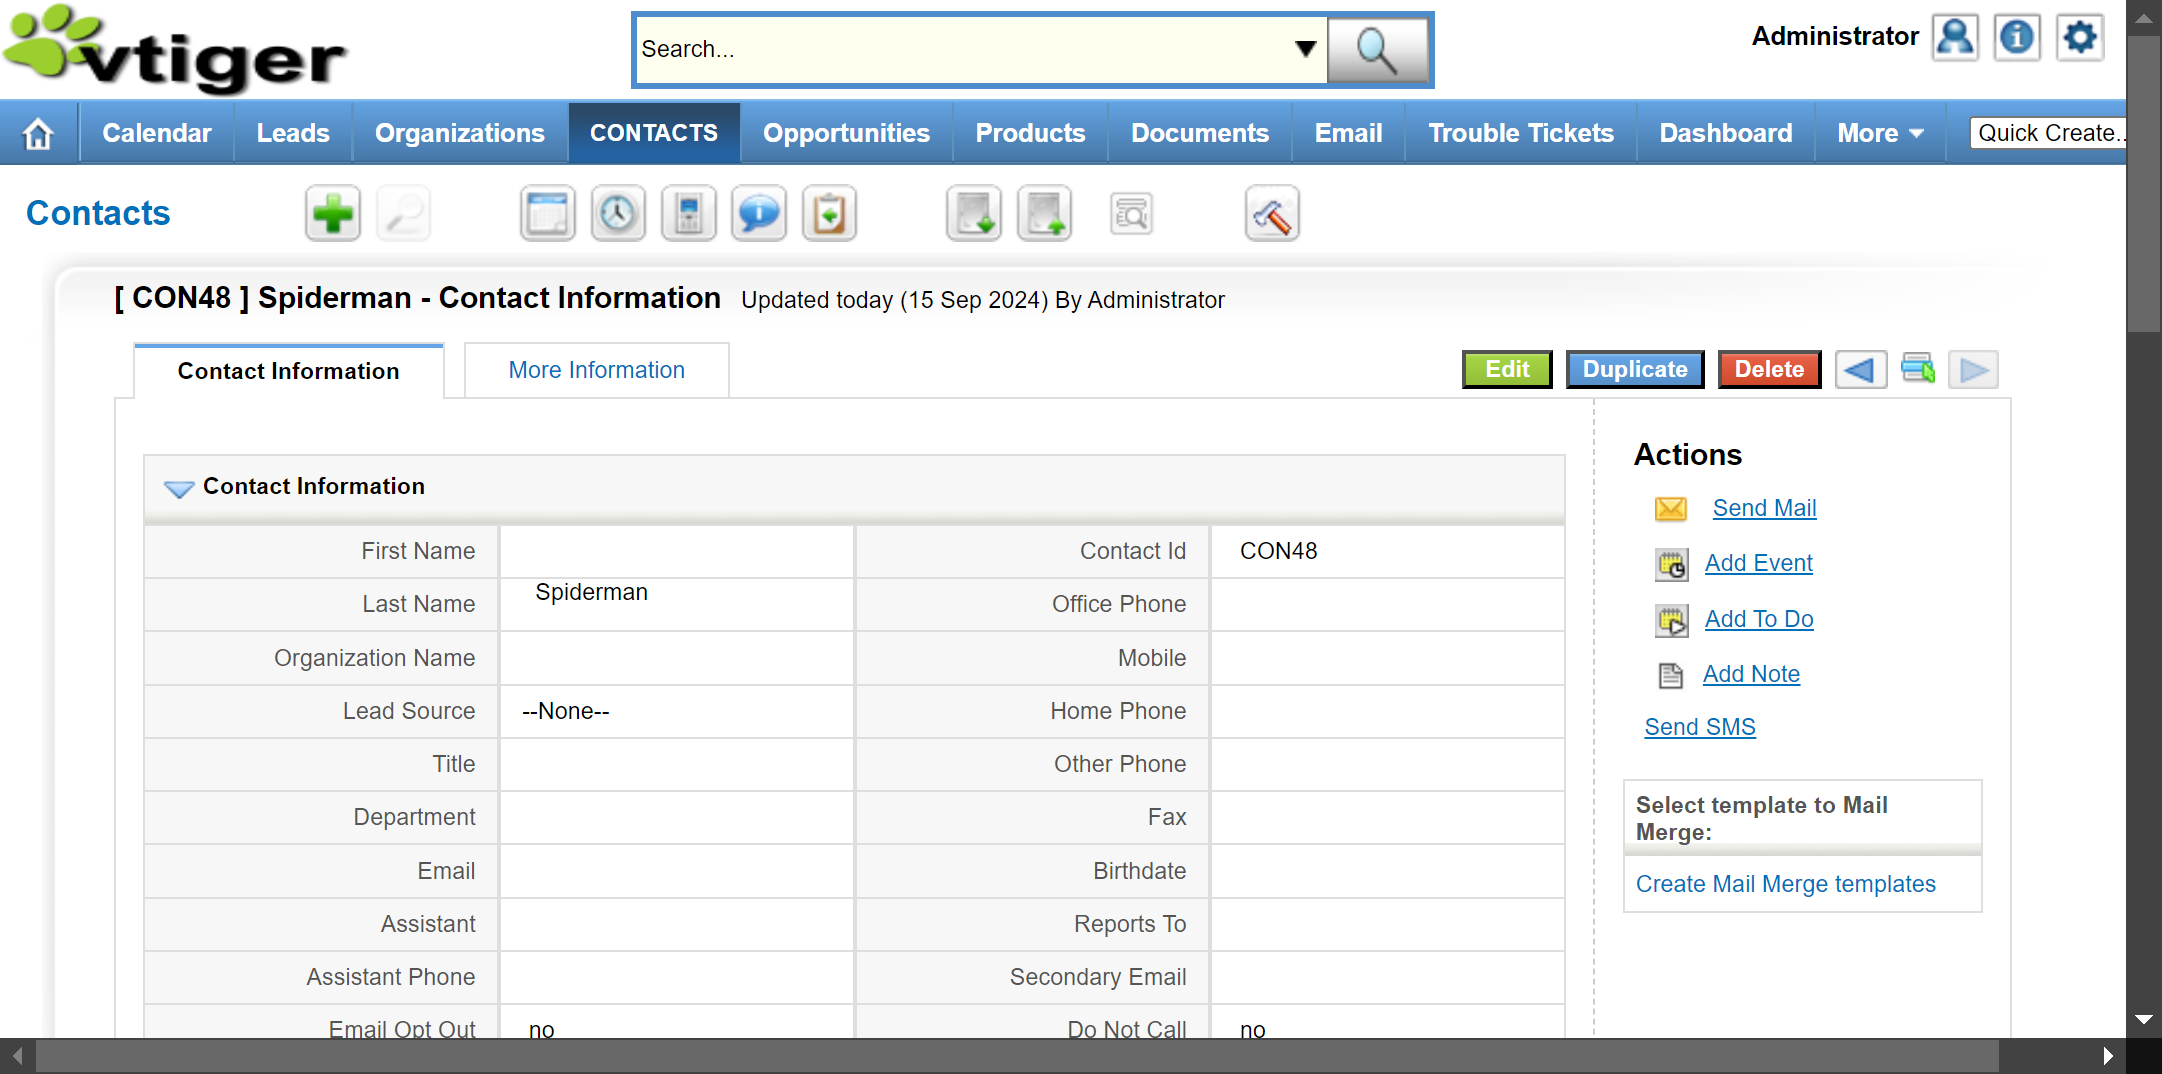 vtiger
Search...
Administrator
Calendar
Leads
Organizations
CONTACTS
Opportunities
Products
Documents
Email
Trouble Tickets
Dashboard
More
Quick Create..
Contacts
[ CON48 ] Spiderman - Contact Information Updated today (15 Sep 2024) By Administrator
Contact Information
More Information
Edit
Duplicate
Delete
Contact Information
First Name
Contact Id CON48
Last Name Spiderman
Office Phone
Organization Name
Mobile
Lead Source --None--
Home Phone
Title
Other Phone
Department
Fax
Email
Birthdate
Assistant
Reports To
Assistant Phone
Secondary Email
Email Opt Out no
Do Not Call no
Actions
Send Mail
Add Event
Add To Do
Add Note
Send SMS
Select template to Mail
Merge:
Create Mail Merge templates